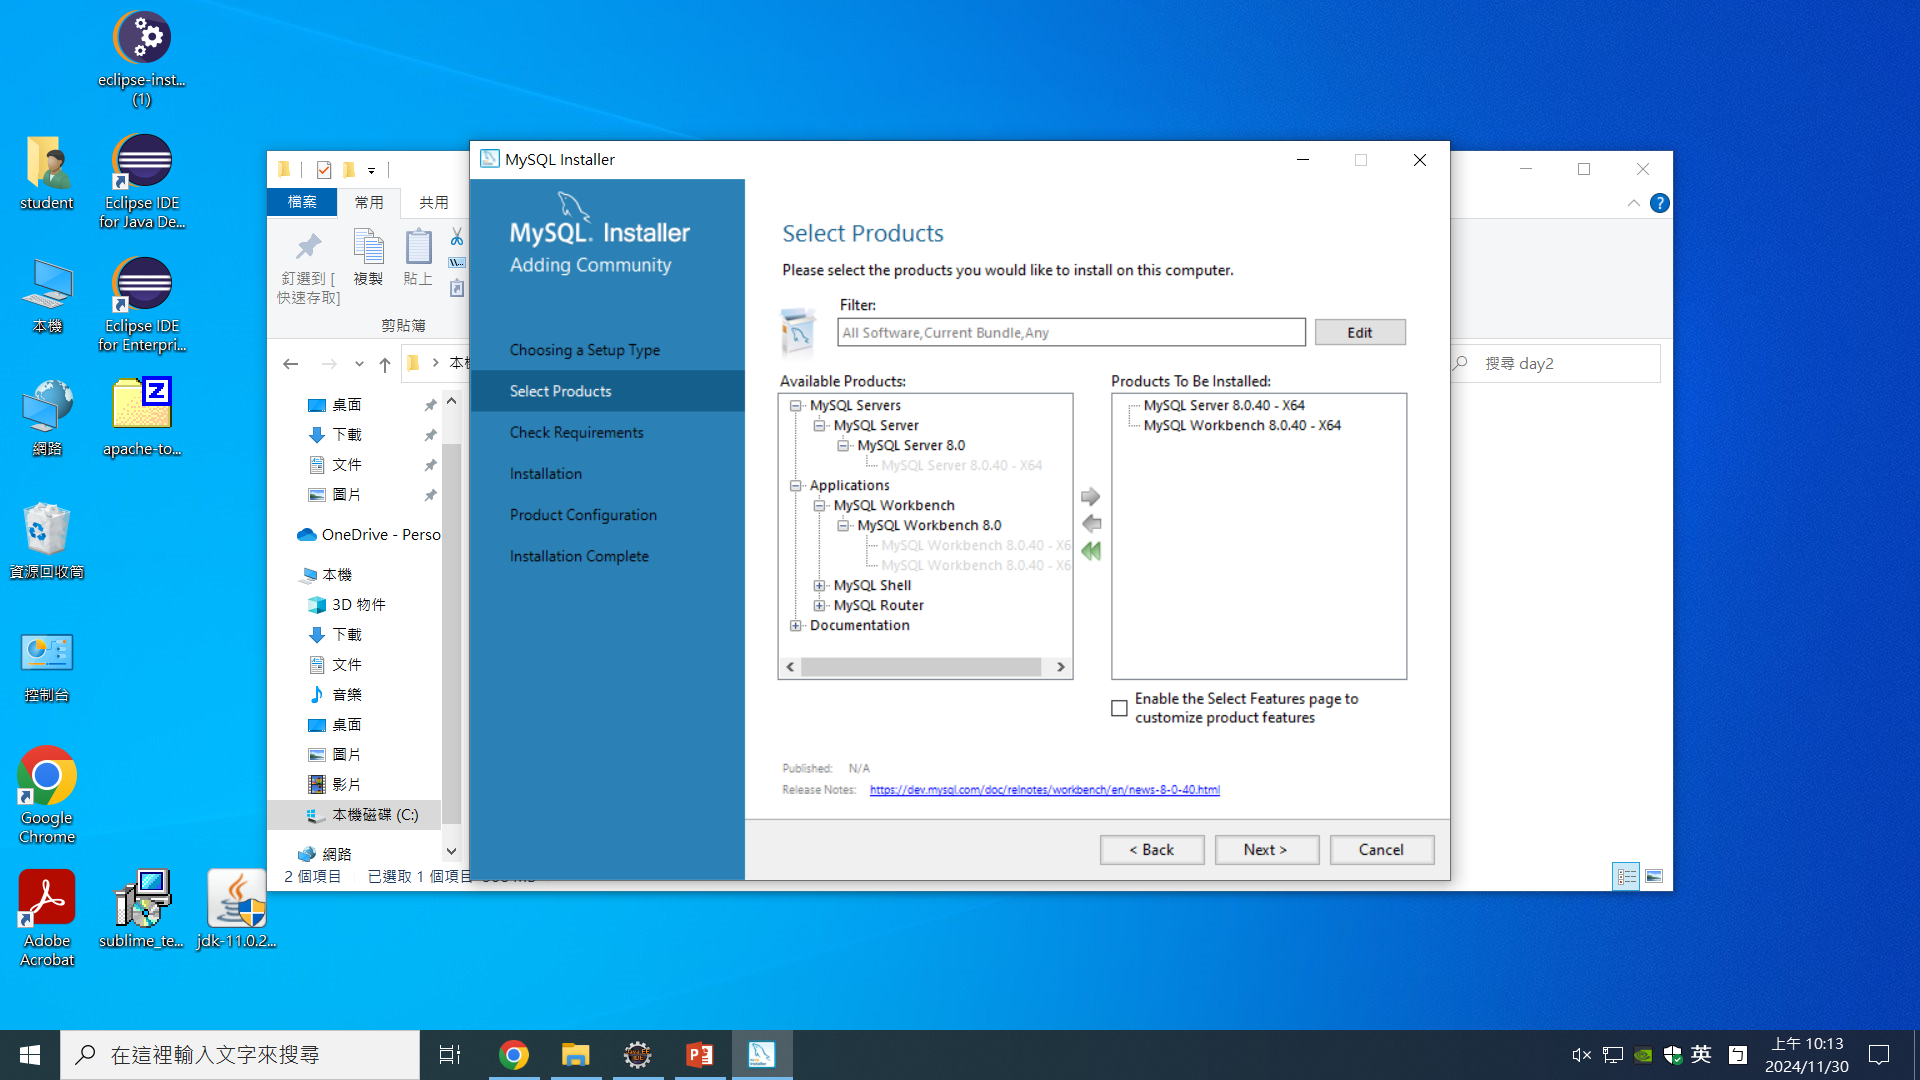 eclipse-inst...
(1)
student
Eclipse IDE
for Java De...
本機
Eclipse IDE
for Enterpri...
網路
apache-to...
資源回收筒
控制台
Google
Chrome
Adobe
Acrobat
sublime_te...
jdk-11.0.2...
檔案
常用
共用
釘選到 [
快速存取]
複製
貼上
剪貼簿
搜尋 day2
桌面
下載
文件
圖片
OneDrive - Perso
本機
3D 物件
下載
文件
音樂
桌面
圖片
影片
本機磁碟 (C:)
網路
2 個項目
已選取 1 個項目
MySQL Installer
MySQL. Installer
Adding Community
Choosing a Setup Type
Select Products
Check Requirements
Installation
Product Configuration
Installation Complete
Select Products
Please select the products you would like to install on this computer.
Filter:
All Software,Current Bundle,Any
Edit
Available Products:
MySQL Servers
MySQL Server
MySQL Server 8.0
MySQL Server 8.0.40 - X64
Applications
MySQL Workbench
MySQL Workbench 8.0
MySQL Workbench 8.0.40 - X6
MySQL Workbench 8.0.40 - X6
MySQL Shell
MySQL Router
Documentation
Products To Be Installed:
MySQL Server 8.0.40 - X64
MySQL Workbench 8.0.40 - X64
Enable the Select Features page to
customize product features
Published: N/A
Release Notes: https://dev.mysql.com/doc/relnotes/workbench/en/news-8-0-40.html
< Back
Next >
Cancel
在這裡輸入文字來搜尋
英
上午 10:13
2024/11/30